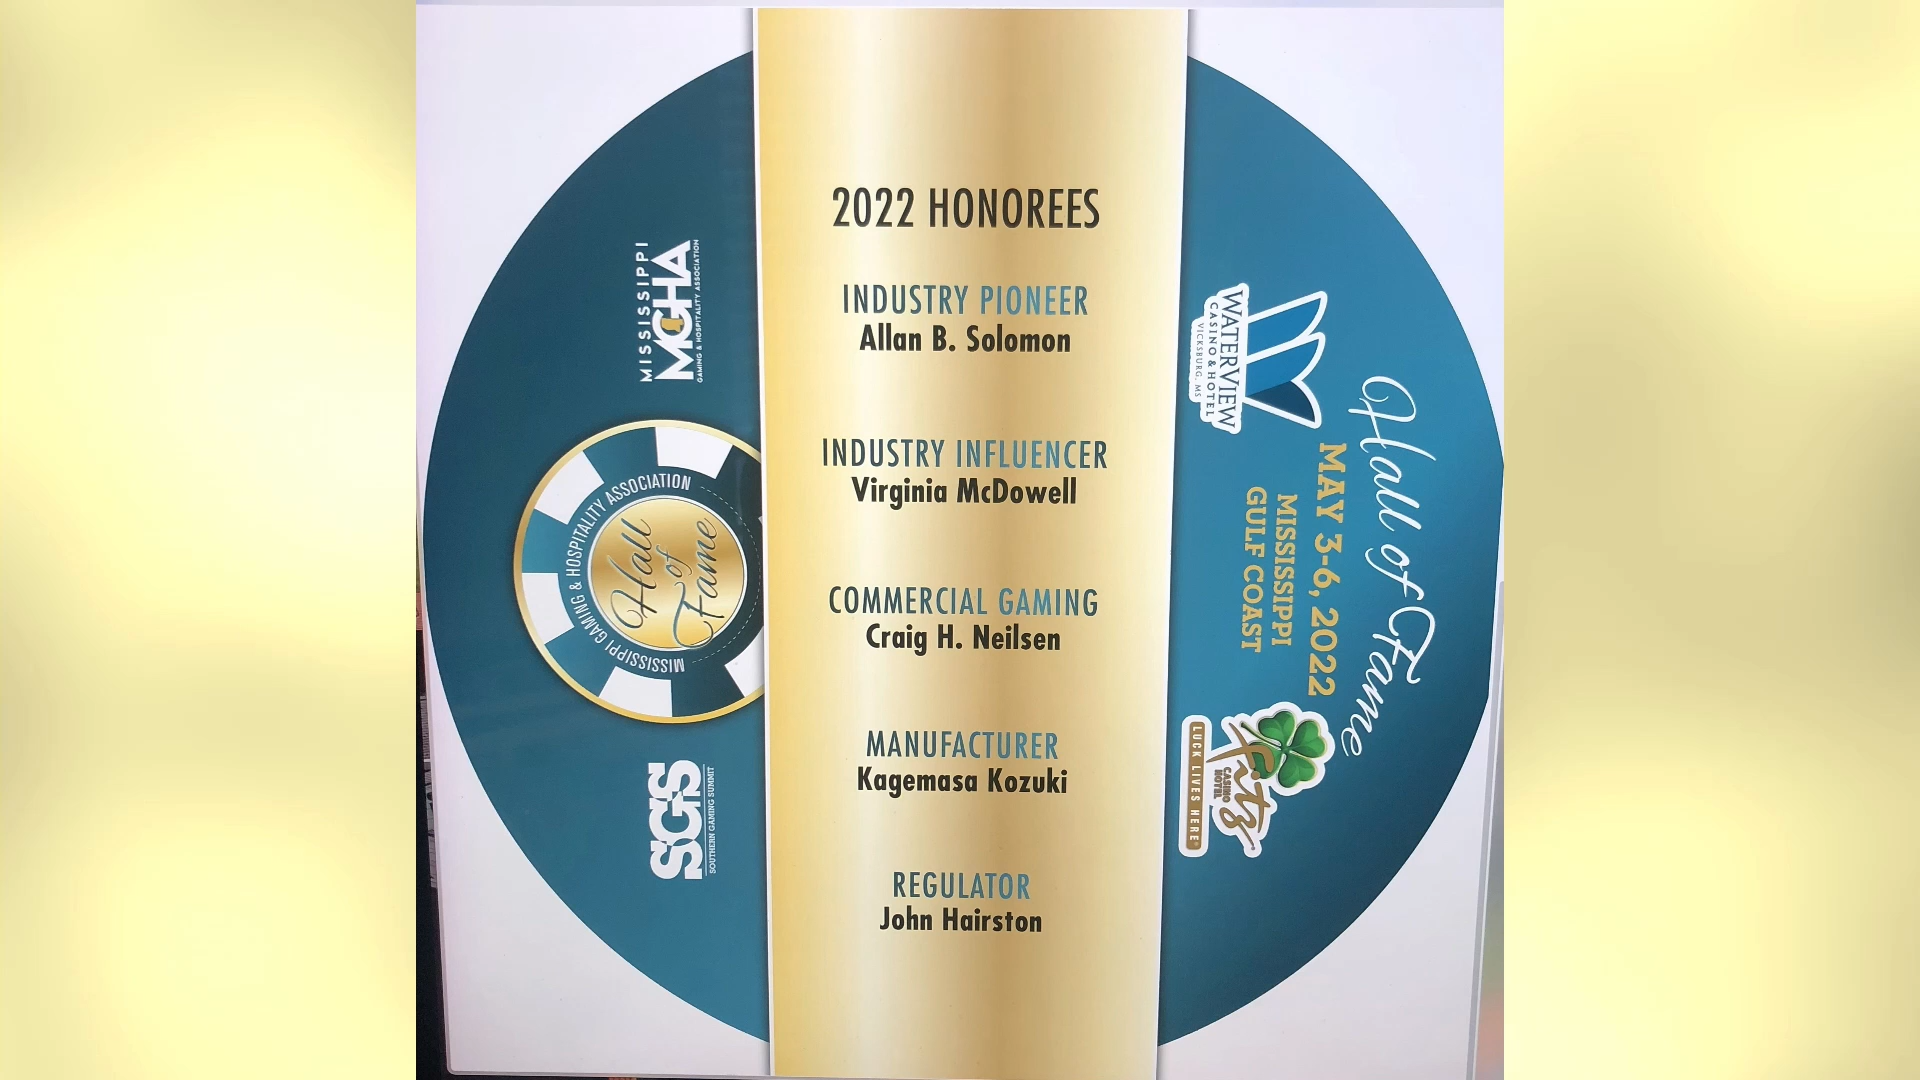 2022 HONOREES
INDUSTRY PIONEER
Allan B. Solomon
INDUSTRY INFLUENCER
Virginia McDowell
COMMERCIAL GAMING
Craig H. Neilsen
MANUFACTURER
Kagemasa Kozuki
REGULATOR
John Hairston
MISSISSIPPI
MGHA
GAMING & HOSPITALITY ASSOCIATION
MISSISSIPPI GAMING & HOSPITALITY ASSOCIATION
Hall
of
Fame
SGS
SOUTHERN GAMING SUMMIT
Hall of Fame
MAY 3-6, 2022
MISSISSIPPI
GULF COAST
WATERVIEW
CASINO & HOTEL
VICKSBURG, MS
fitz
CASINO
HOTEL
LUCK LIVES HERE®